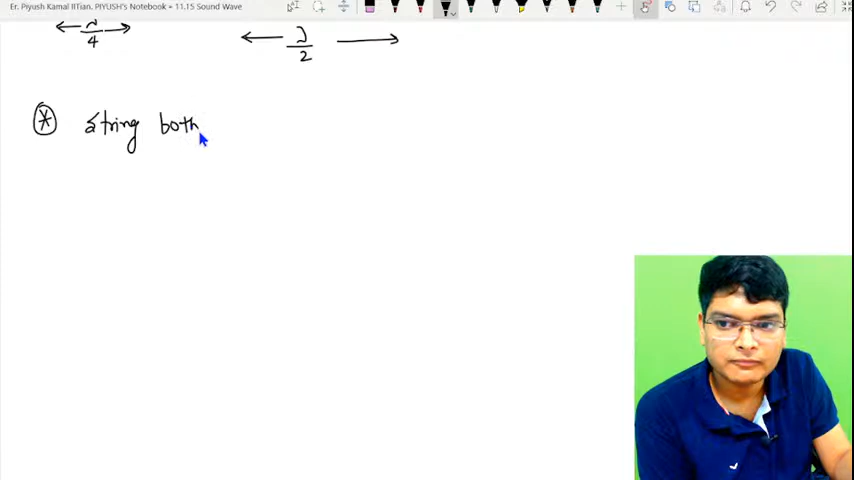 Er. Piyush Kamal IITian. PIYUSH's Notebook » 11.15 Sound Wave
λ/4
λ/2
* String both